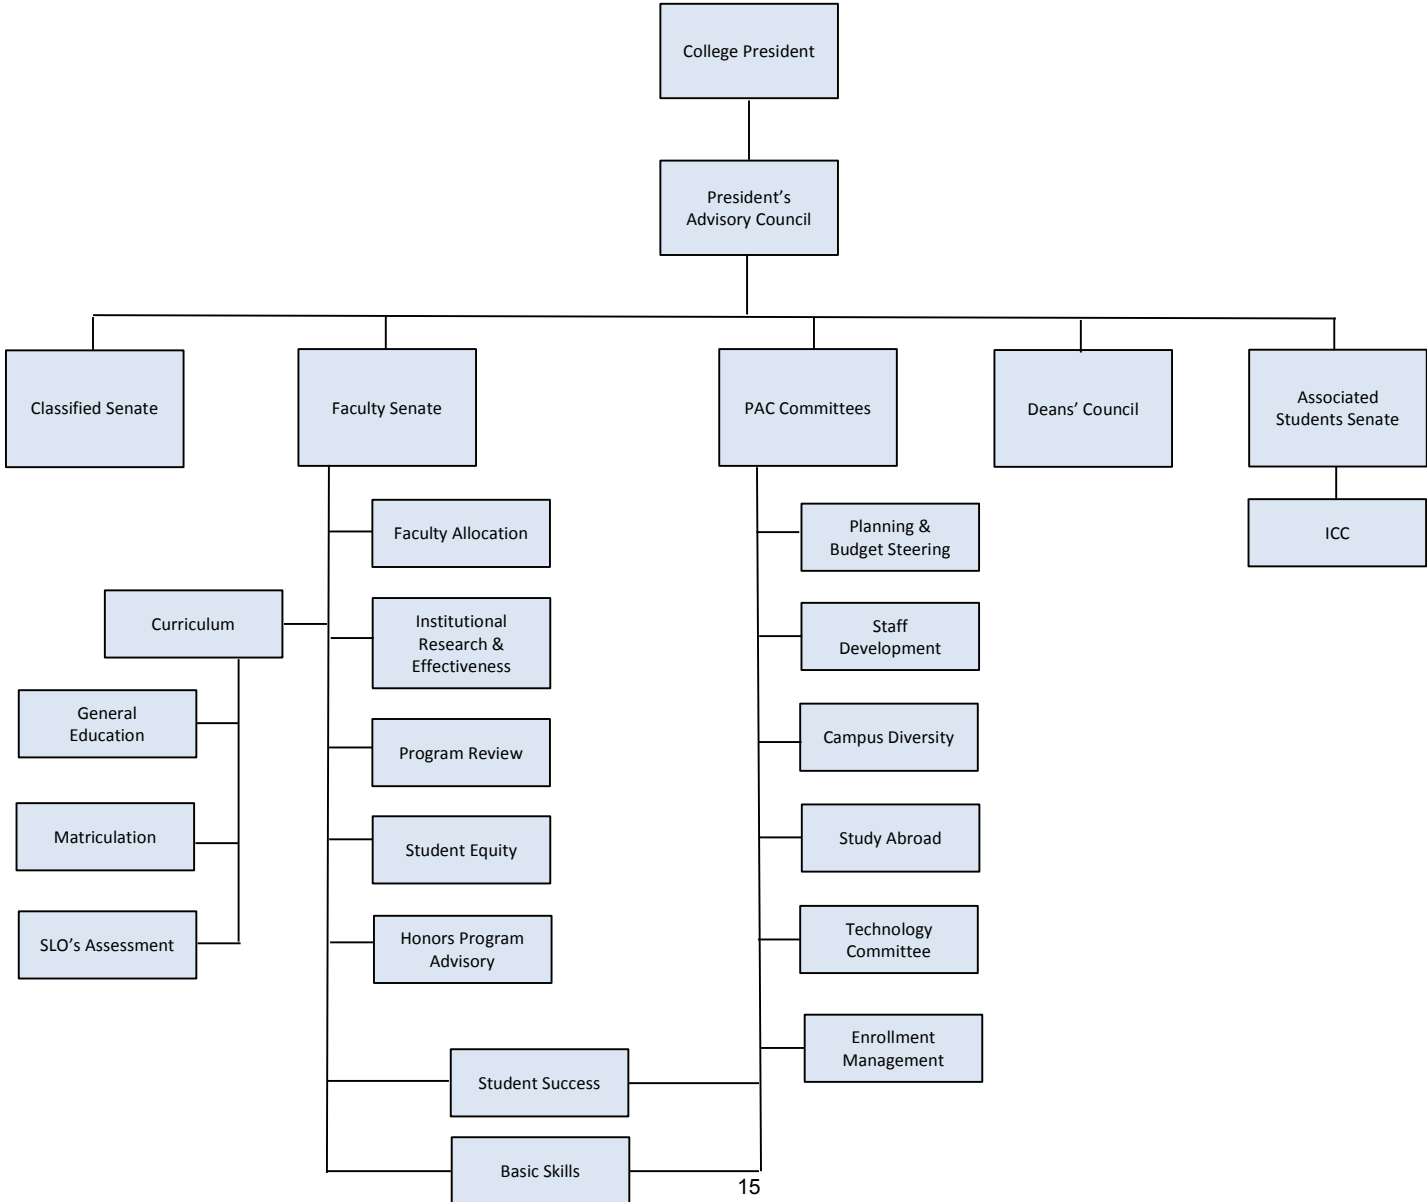 College President
President’s
Advisory Council
Classified Senate
Faculty Senate
PAC Committees
Deans’ Council
Associated
Students Senate
Faculty Allocation
Planning &
Budget Steering
ICC
Curriculum
Institutional
Research &
Effectiveness
Staff
Development
General
Education
Program Review
Campus Diversity
Matriculation
Student Equity
Study Abroad
SLO’s Assessment
Honors Program
Advisory
Technology
Committee
Enrollment
Management
Student Success
Basic Skills
15